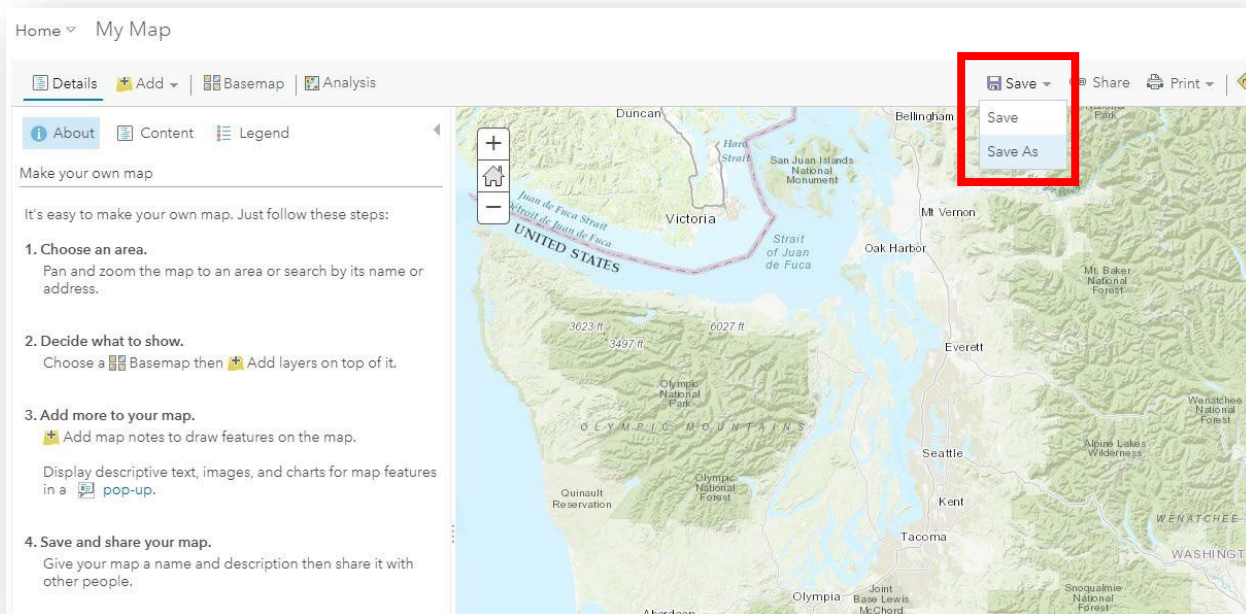 Home My Map
Details Add Basemap Analysis
Save Share Print
Save
Save As
About Content Legend
Make your own map
It's easy to make your own map. Just follow these steps:
1. Choose an area.
Pan and zoom the map to an area or search by its name or
address.
2. Decide what to show.
Choose a Basemap then Add layers on top of it.
3. Add more to your map.
Add map notes to draw features on the map.
Display descriptive text, images, and charts for map features
in a pop-up.
4. Save and share your map.
Give your map a name and description then share it with
other people.
+
−
Duncan
Bellingham
Park
Haro
Strait
San Juan Islands
National
Monument
Juan de Fuca Strait
Détroit de Juan de Fuca
UNITED STATES
Victoria
Mt Vernon
Strait
of Juan
de Fuca
Oak Harbor
Mt. Baker
National
Forest
3623 ft
6027 ft
3497 ft
Everett
Olympic
National
Park
OLYMPIC MOUNTAINS
Wenatchee
National
Forest
Alpine Lakes
Wilderness
Seattle
Olympic
National
Forest
Quinault
Reservation
Kent
WENATCHEE
Tacoma
WASHINGT
Snoqualmie
National
Forest
Joint
Base Lewis
McChord
Olympia
Aberdeen